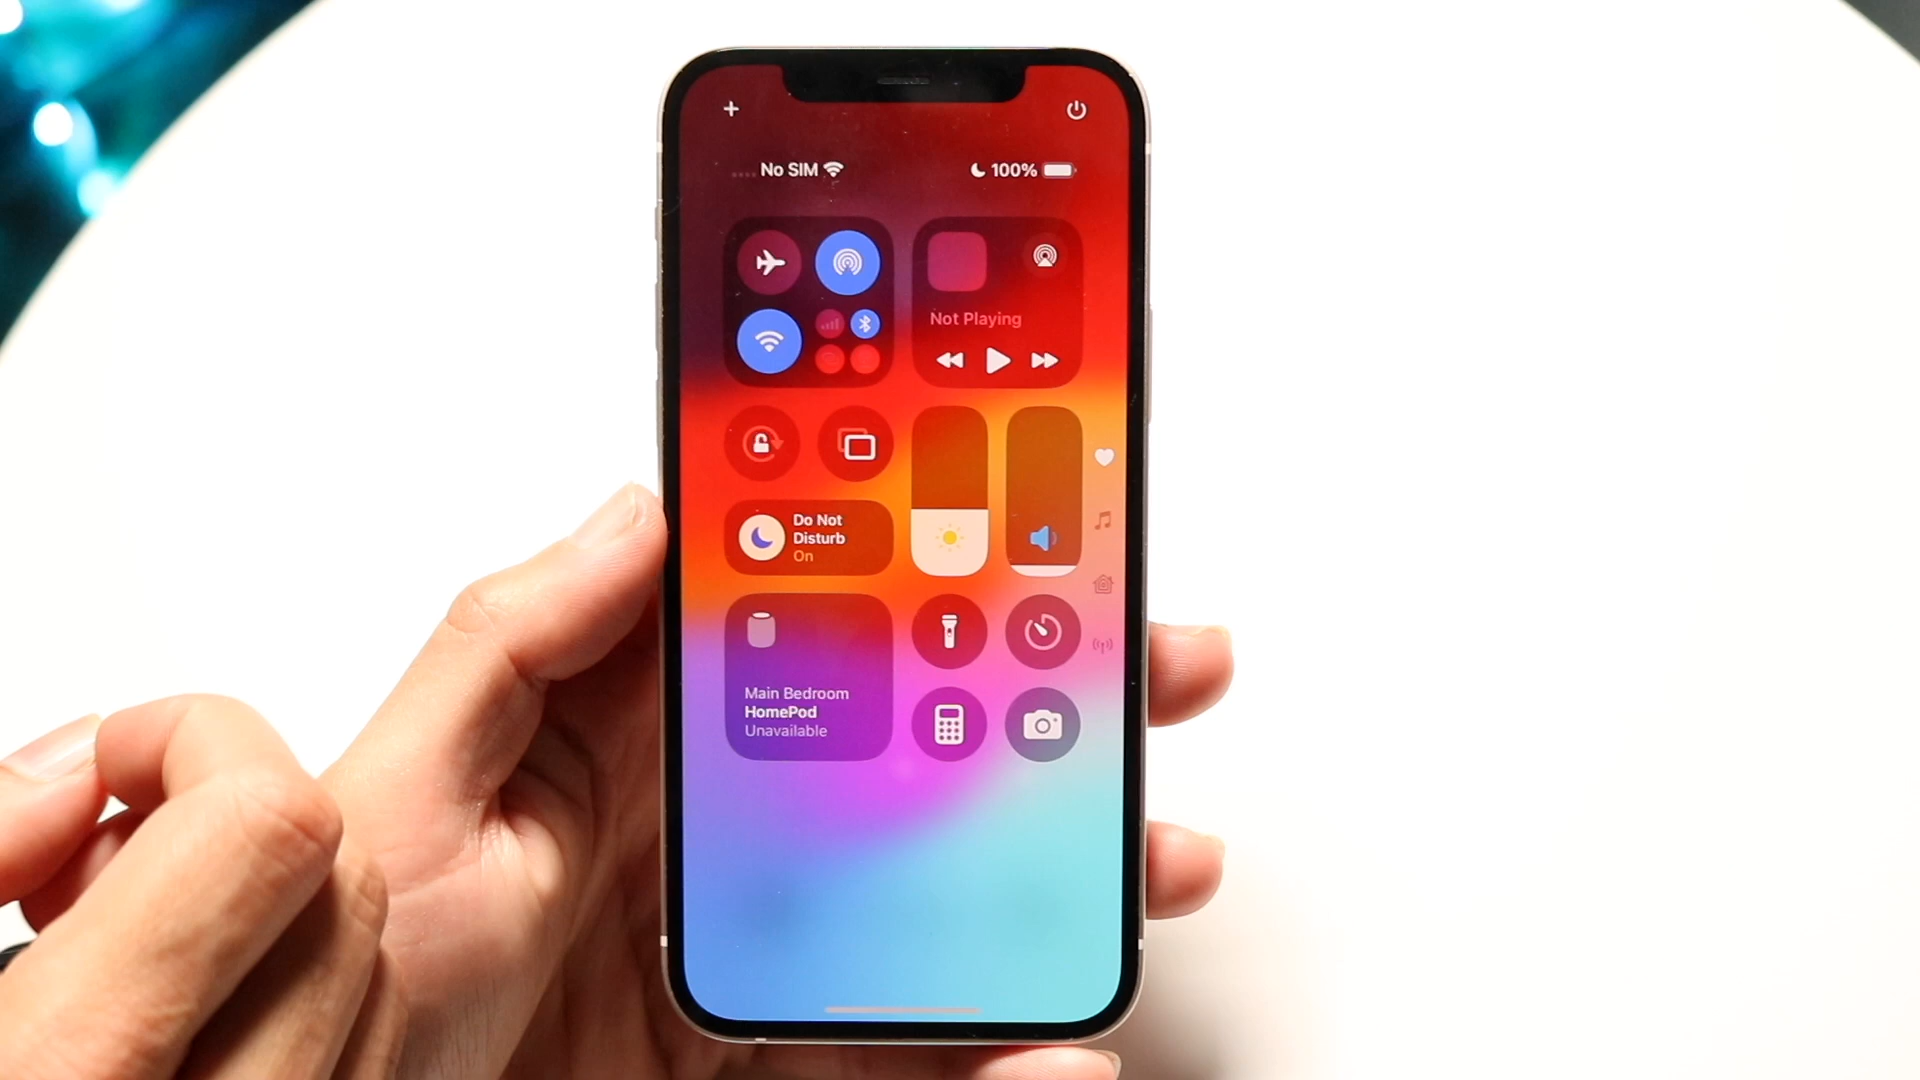 No SIM
100%
Not Playing
Do Not
Disturb
On
Main Bedroom
HomePod
Unavailable